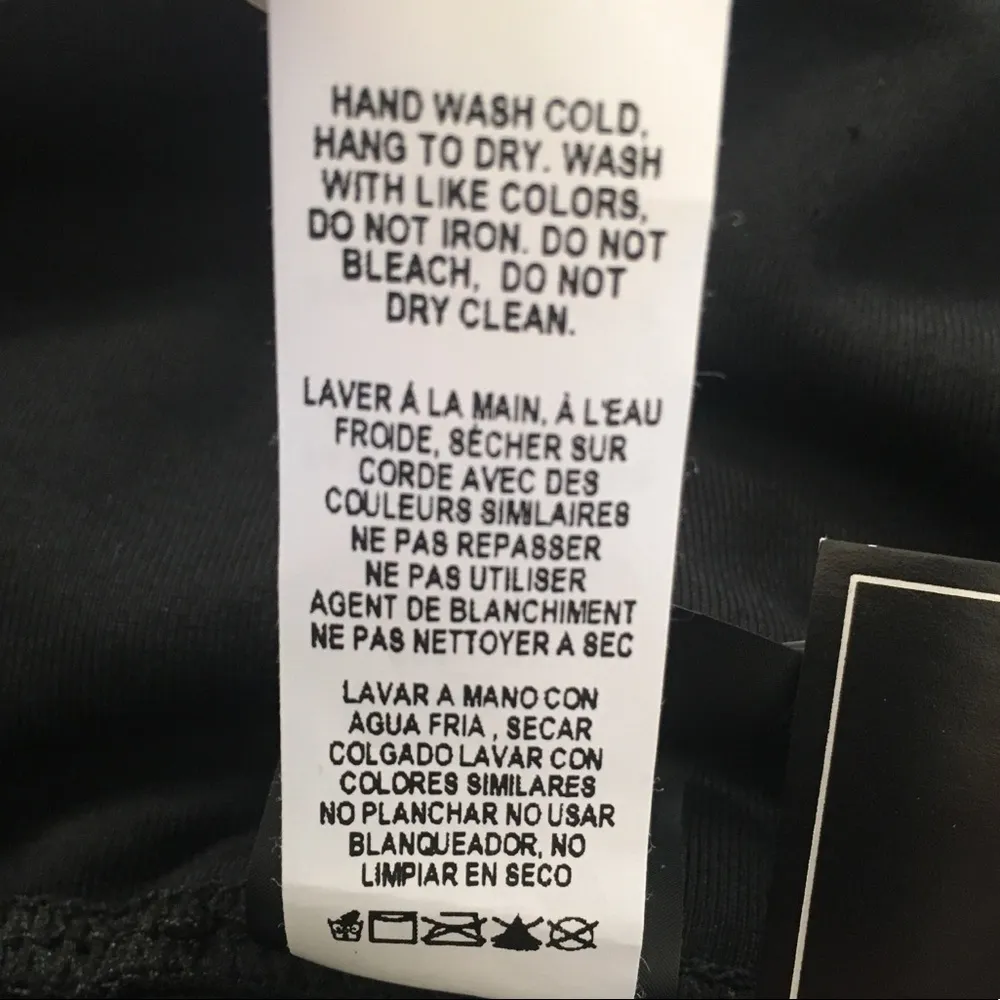 HAND WASH COLD,
HANG TO DRY. WASH
WITH LIKE COLORS,
DO NOT IRON. DO NOT
BLEACH, DO NOT
DRY CLEAN.
LAVER Á LA MAIN, À L'EAU
FROIDE, SÉCHER SUR
CORDE AVEC DES
COULEURS SIMILAIRES
NE PAS REPASSER
NE PAS UTILISER
AGENT DE BLANCHIMENT
NE PAS NETTOYER A SEC
LAVAR A MANO CON
AGUA FRIA , SECAR
COLGADO LAVAR CON
COLORES SIMILARES
NO PLANCHAR NO USAR
BLANQUEADOR, NO
LIMPIAR EN SECO